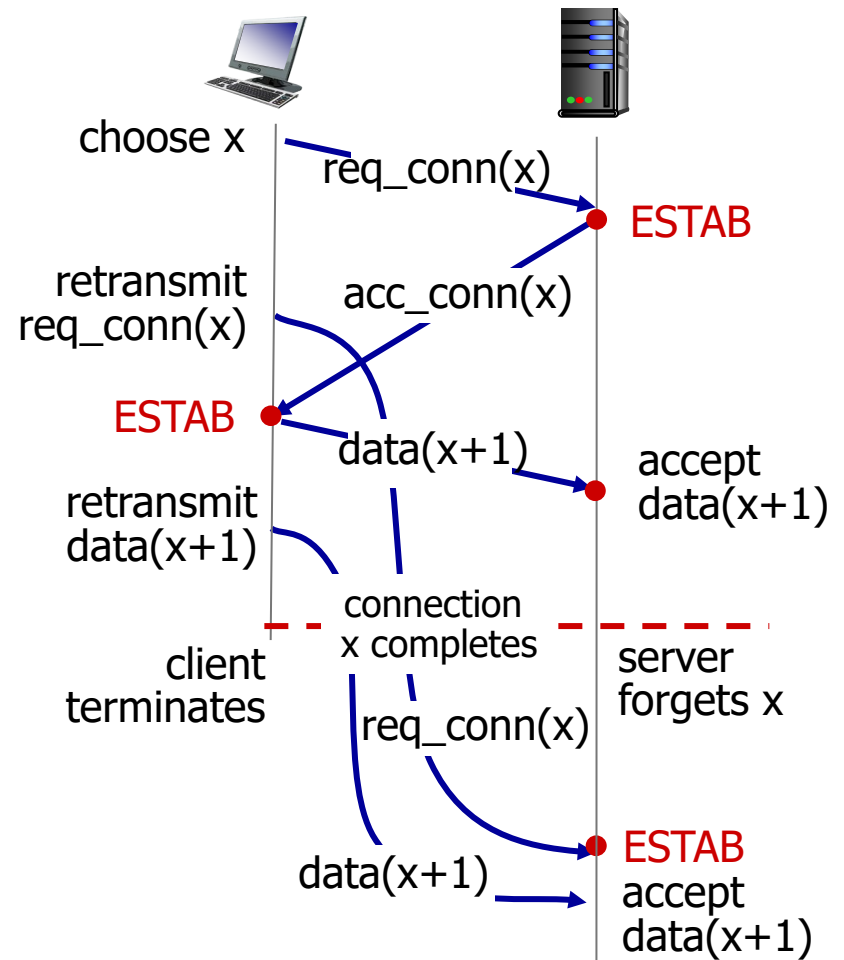 choose x
req_conn(x)
ESTAB
retransmit
req_conn(x)
acc_conn(x)
ESTAB
data(x+1)
accept
data(x+1)
retransmit
data(x+1)
connection
x completes
client
terminates
server
forgets x
req_conn(x)
ESTAB
data(x+1)
accept
data(x+1)